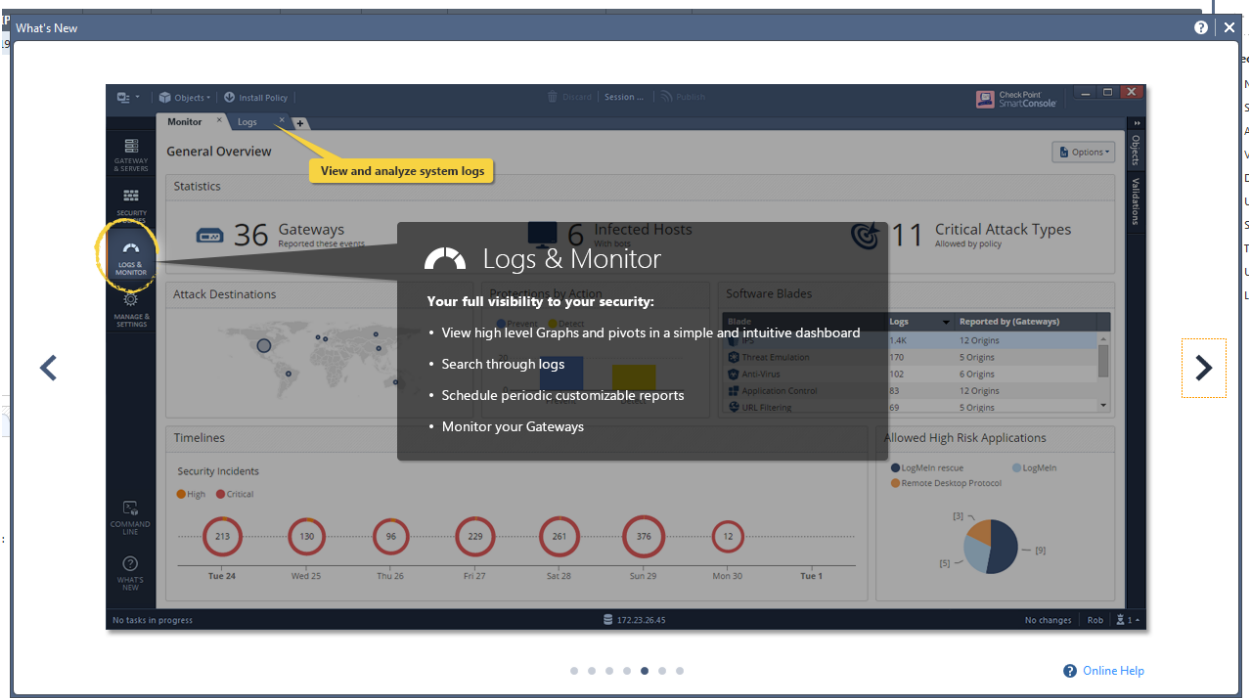 What's New
Objects
Install Policy
Discard
Session ...
Publish
Check Point
SmartConsole
Monitor
Logs
GATEWAY
& SERVERS
SECURITY
LOGS &
MONITOR
MANAGE &
SETTINGS
COMMAND
LINE
WHAT'S
NEW
General Overview
View and analyze system logs
Options
Objects
Validations
Statistics
36 Gateways
Reported these events
6 Infected Hosts
With bots
11 Critical Attack Types
Allowed by policy
Logs & Monitor
Your full visibility to your security:
• View high level Graphs and pivots in a simple and intuitive dashboard
• Search through logs
• Schedule periodic customizable reports
• Monitor your Gateways
Attack Destinations
Protections by Action
Prevent
Detect
20
0
Software Blades
Blade Logs Reported by (Gateways)
IPS 1.4K 12 Origins
Threat Emulation 170 5 Origins
Anti-Virus 102 6 Origins
Application Control 83 12 Origins
URL Filtering 69 5 Origins
Timelines
Security Incidents
High
Critical
213 130 96 229 261 376 12
Tue 24 Wed 25 Thu 26 Fri 27 Sat 28 Sun 29 Mon 30 Tue 1
Allowed High Risk Applications
LogMeIn rescue
LogMeIn
Remote Desktop Protocol
[3]
[9]
[5]
No tasks in progress
172.23.26.45
No changes
Rob
1
Online Help